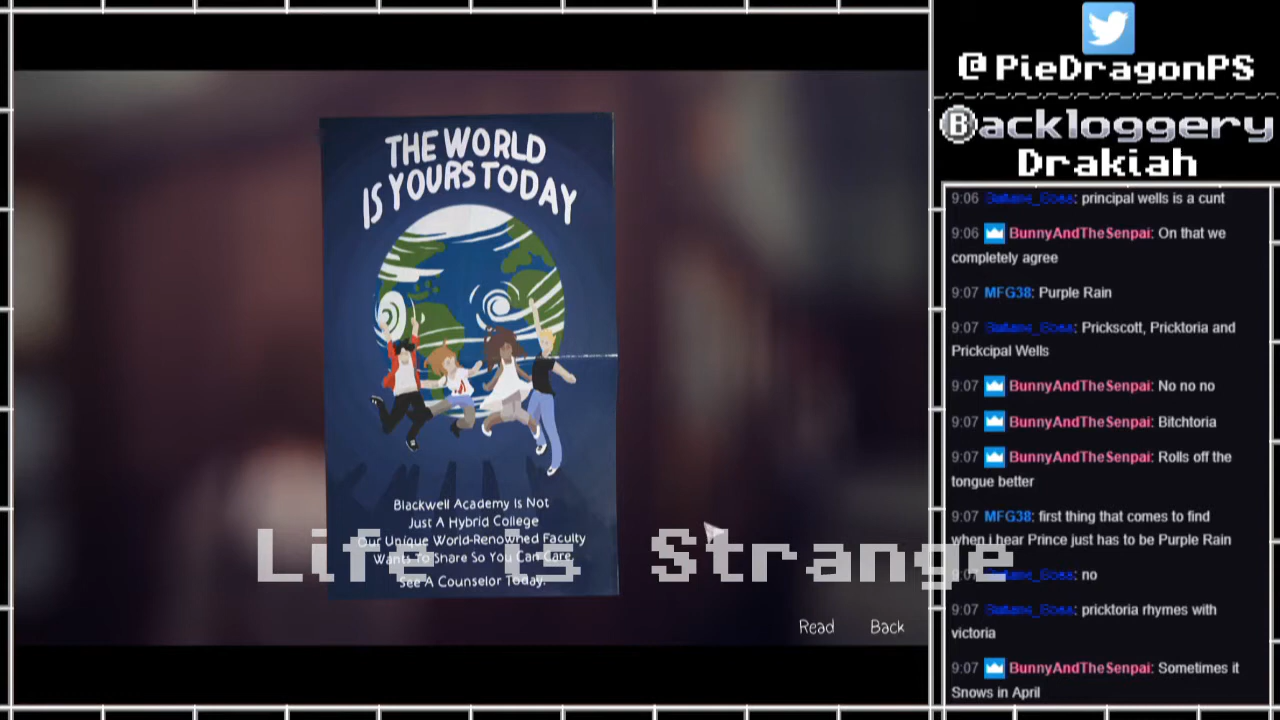 THE WORLD
IS YOURS TODAY
Blackwell Academy Is Not
Just A Hybrid College
Our Unique World-Renowned Faculty
Wants To Share So You Can Care.
See A Counselor Today.
Life is Strange
Read
Back
@PieDragonPS
Backloggery
Drakiah
9:06 : principal wells is a cunt
9:06 BunnyAndTheSenpai: On that we
completely agree
9:07 MFG38: Purple Rain
9:07 : Prickscott, Pricktoria and
Prickcipal Wells
9:07 BunnyAndTheSenpai: No no no
9:07 BunnyAndTheSenpai: Bitchtoria
9:07 BunnyAndTheSenpai: Rolls off the
tongue better
9:07 MFG38: first thing that comes to find
when i hear Prince just has to be Purple Rain
9:07 : no
9:07 : pricktoria rhymes with
victoria
9:07 BunnyAndTheSenpai: Sometimes it
Snows in April